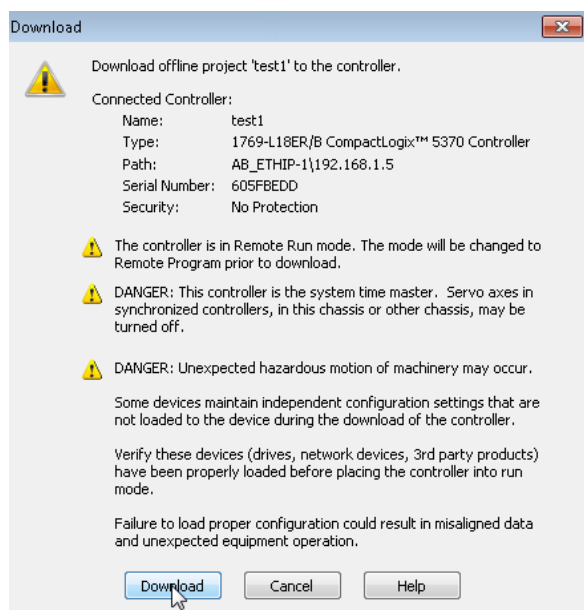 Download
Download offline project 'test1' to the controller.
Connected Controller:
Name: test1
Type: 1769-L18ER/B CompactLogix™ 5370 Controller
Path: AB_ETHIP-1\192.168.1.5
Serial Number: 605FBEDD
Security: No Protection
The controller is in Remote Run mode. The mode will be changed to
Remote Program prior to download.
DANGER: This controller is the system time master. Servo axes in
synchronized controllers, in this chassis or other chassis, may be
turned off.
DANGER: Unexpected hazardous motion of machinery may occur.
Some devices maintain independent configuration settings that are
not loaded to the device during the download of the controller.
Verify these devices (drives, network devices, 3rd party products)
have been properly loaded before placing the controller into run
mode.
Failure to load proper configuration could result in misaligned data
and unexpected equipment operation.
Download Cancel Help